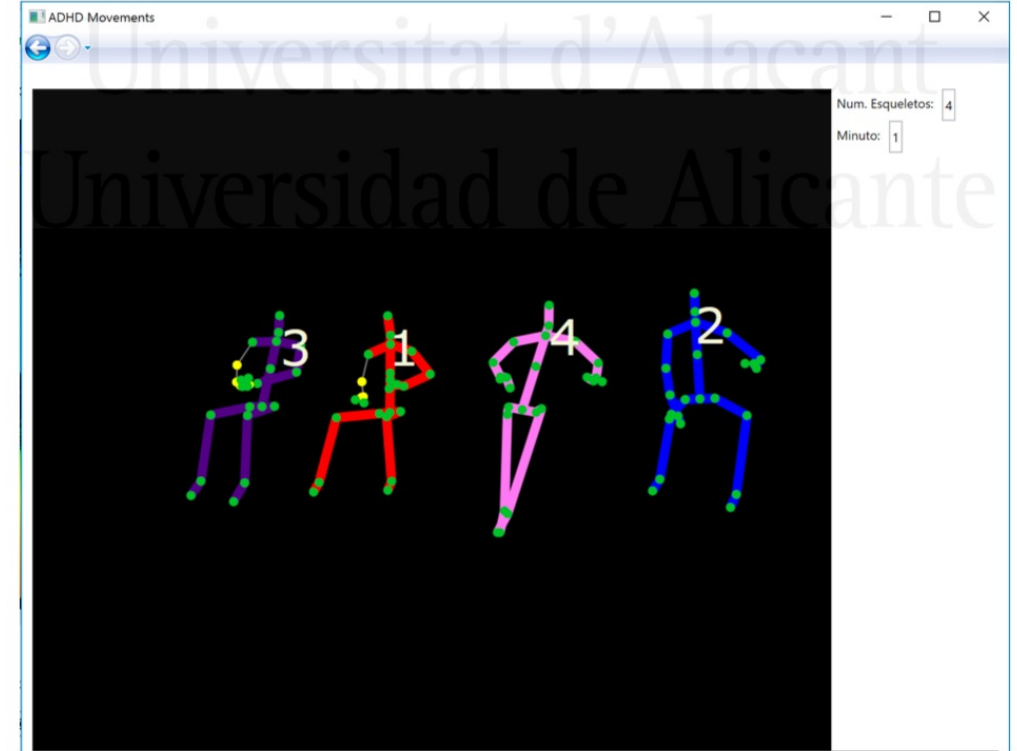 ADHD Movements
Universitat d'Alacant
Num. Esqueletos: 4
Minuto: 1
Universidad de Alicante
3 1 4 2